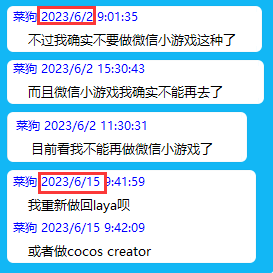 菜狗 2023/6/2 9:01:35
不过我确实不要做微信小游戏这种了
菜狗 2023/6/2 15:30:43
而且微信小游戏我确实不能再去了
菜狗 2023/6/2 11:30:31
目前看我不能再做微信小游戏了
菜狗 2023/6/15 9:41:59
我重新做回laya呗
菜狗 2023/6/15 9:42:09
或者做cocos creator